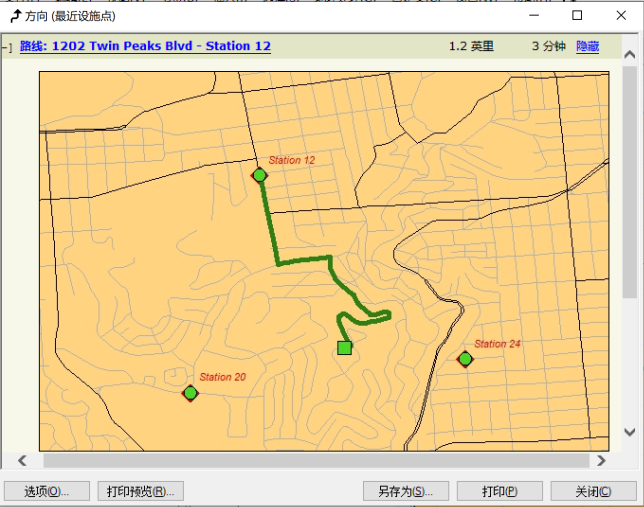 方向 (最近设施点)
[-] 路线: 1202 Twin Peaks Blvd - Station 12 1.2 英里 3 分钟 隐藏
Station 12
Station 24
Station 20
选项(O)... 打印预览(R)... 另存为(S)... 打印(P) 关闭(C)